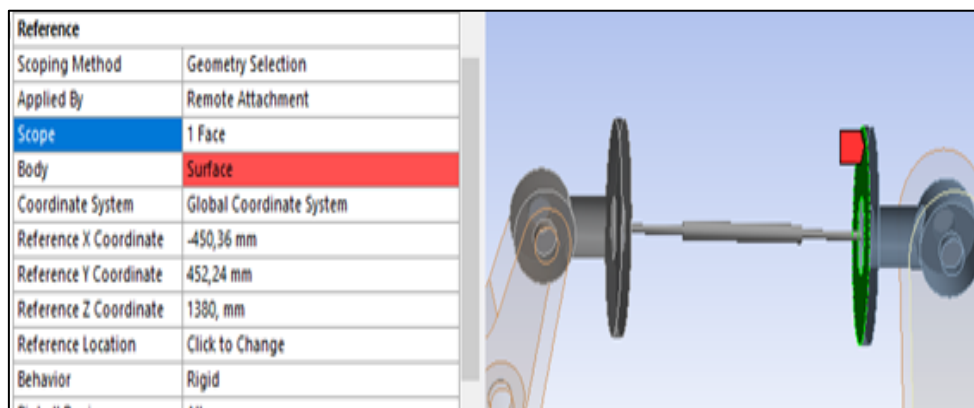 Reference
Scoping Method Geometry Selection
Applied By Remote Attachment
Scope 1 Face
Body Surface
Coordinate System Global Coordinate System
Reference X Coordinate -450,36 mm
Reference Y Coordinate 452,24 mm
Reference Z Coordinate 1380, mm
Reference Location Click to Change
Behavior Rigid